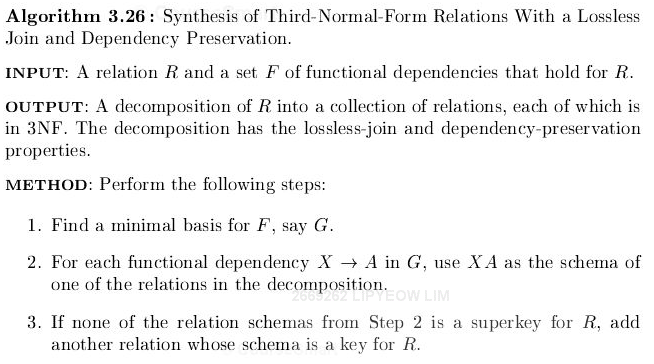 Algorithm 3.26: Synthesis of Third-Normal-Form Relations With a Lossless
Join and Dependency Preservation.
INPUT: A relation R and a set F of functional dependencies that hold for R.
OUTPUT: A decomposition of R into a collection of relations, each of which is
in 3NF. The decomposition has the lossless-join and dependency-preservation
properties.
METHOD: Perform the following steps:
1. Find a minimal basis for F, say G.
2. For each functional dependency X → A in G, use XA as the schema of
one of the relations in the decomposition.
2669262 LIPYEOW LIM
3. If none of the relation schemas from Step 2 is a superkey for R, add
another relation whose schema is a key for R.